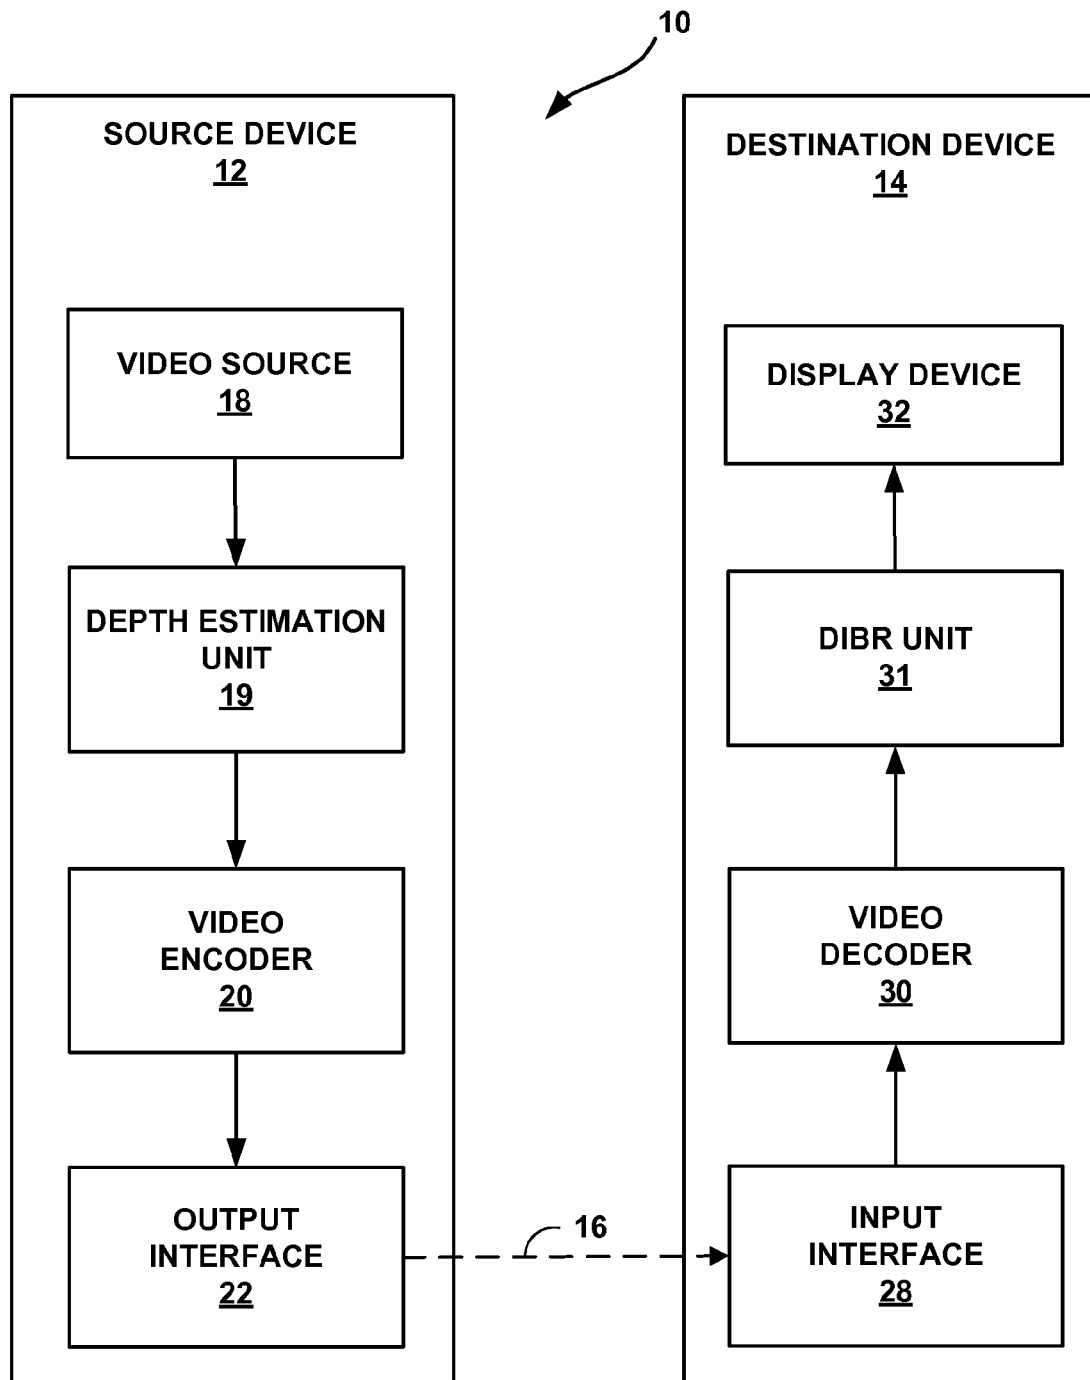 10
SOURCE DEVICE
12
VIDEO SOURCE
18
DEPTH ESTIMATION
UNIT
19
VIDEO
ENCODER
20
OUTPUT
INTERFACE
22
16
DESTINATION DEVICE
14
DISPLAY DEVICE
32
DIBR UNIT
31
VIDEO
DECODER
30
INPUT
INTERFACE
28